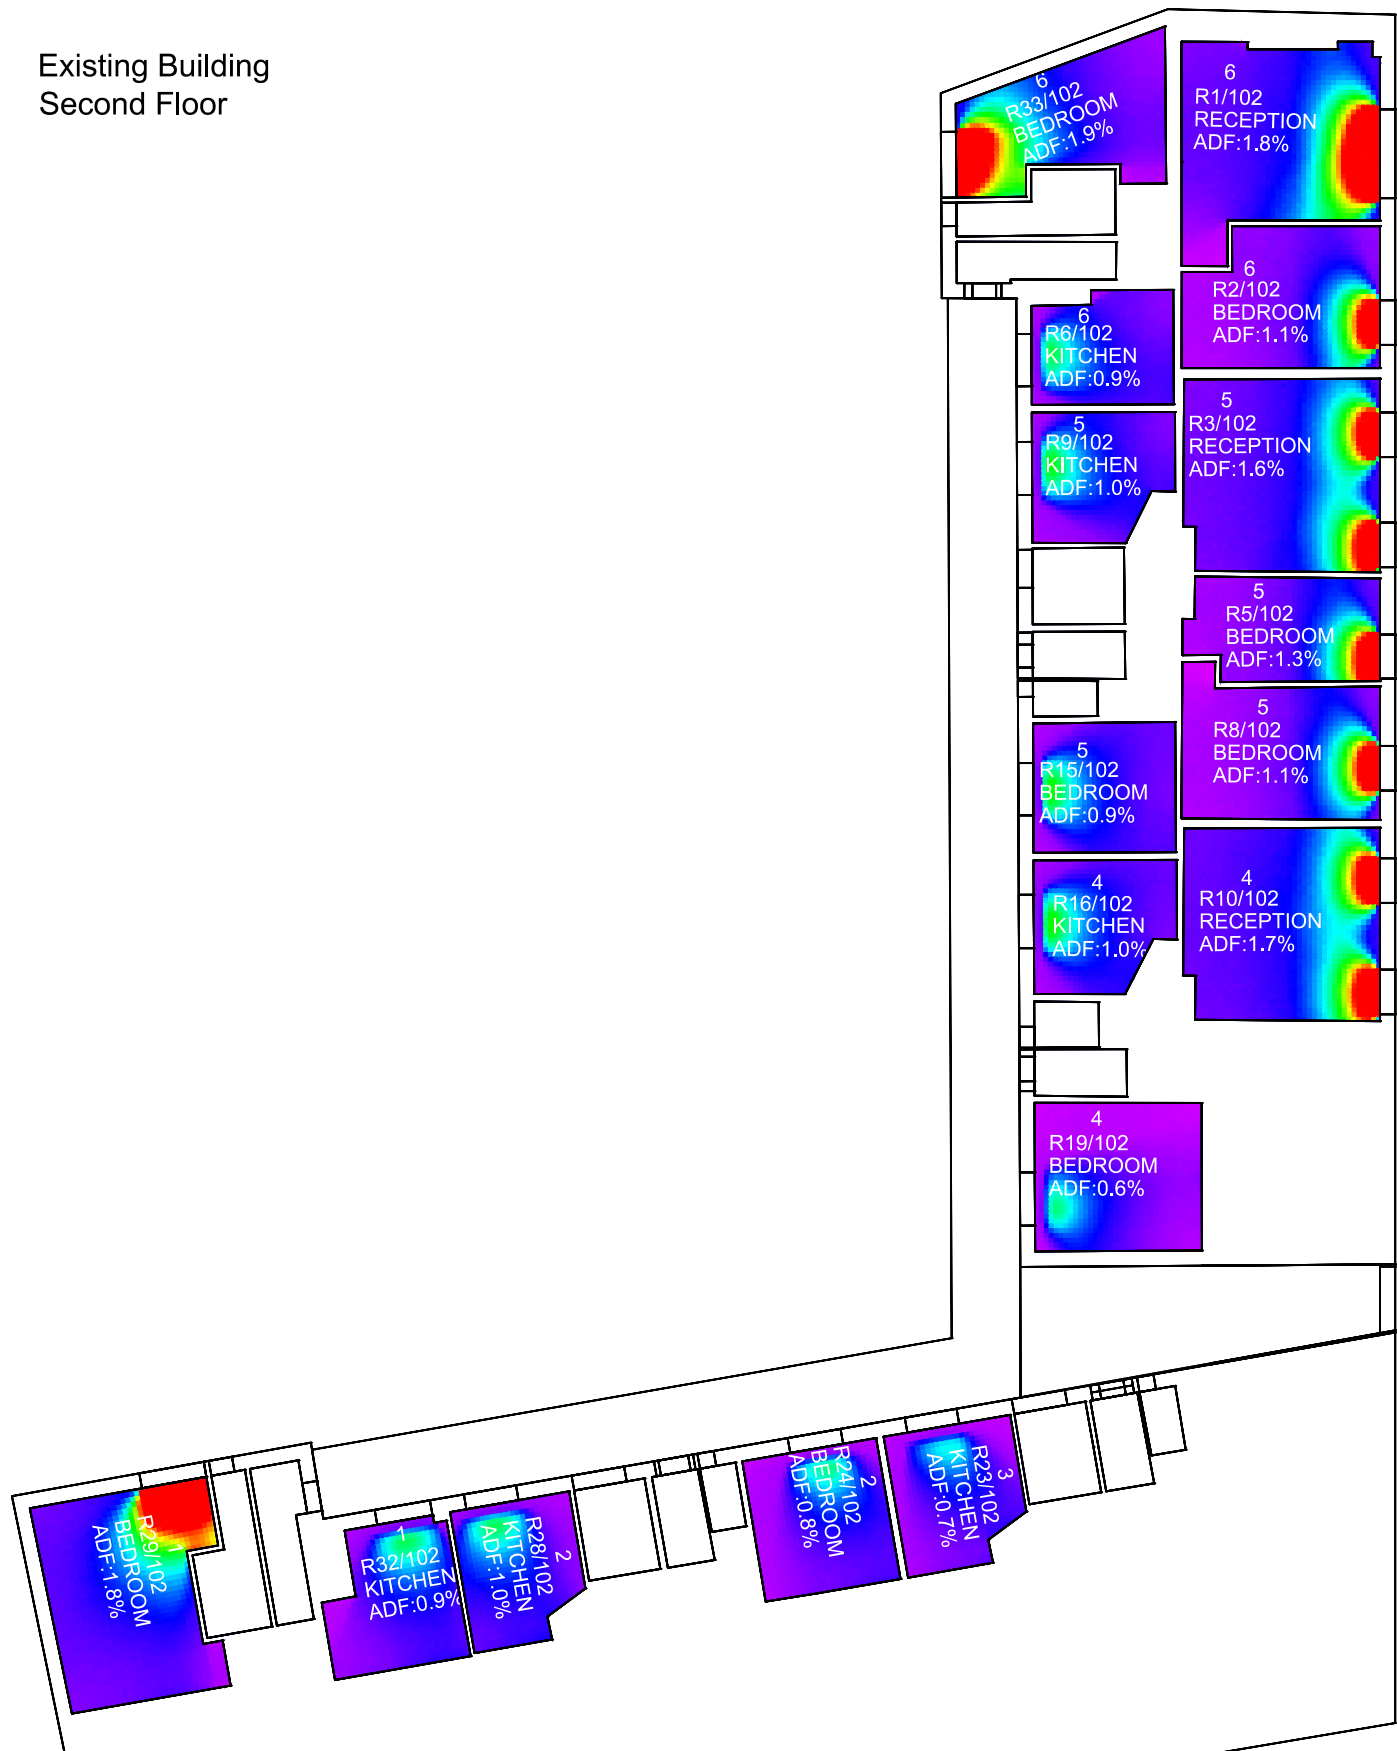 Existing Building
Second Floor
6
R33/102
BEDROOM
ADF:1.9%
6
R1/102
RECEPTION
ADF:1.8%
6
R2/102
BEDROOM
ADF:1.1%
6
R6/102
KITCHEN
ADF:0.9%
5
R3/102
RECEPTION
ADF:1.6%
5
R9/102
KITCHEN
ADF:1.0%
5
R5/102
BEDROOM
ADF:1.3%
5
R8/102
BEDROOM
ADF:1.1%
5
R15/102
BEDROOM
ADF:0.9%
4
R16/102
KITCHEN
ADF:1.0%
4
R10/102
RECEPTION
ADF:1.7%
4
R19/102
BEDROOM
ADF:0.6%
1
R29/102
BEDROOM
ADF:1.8%
1
R32/102
KITCHEN
ADF:0.9%
2
R28/102
KITCHEN
ADF:1.0%
2
R24/102
BEDROOM
ADF:0.8%
3
R23/102
KITCHEN
ADF:0.7%